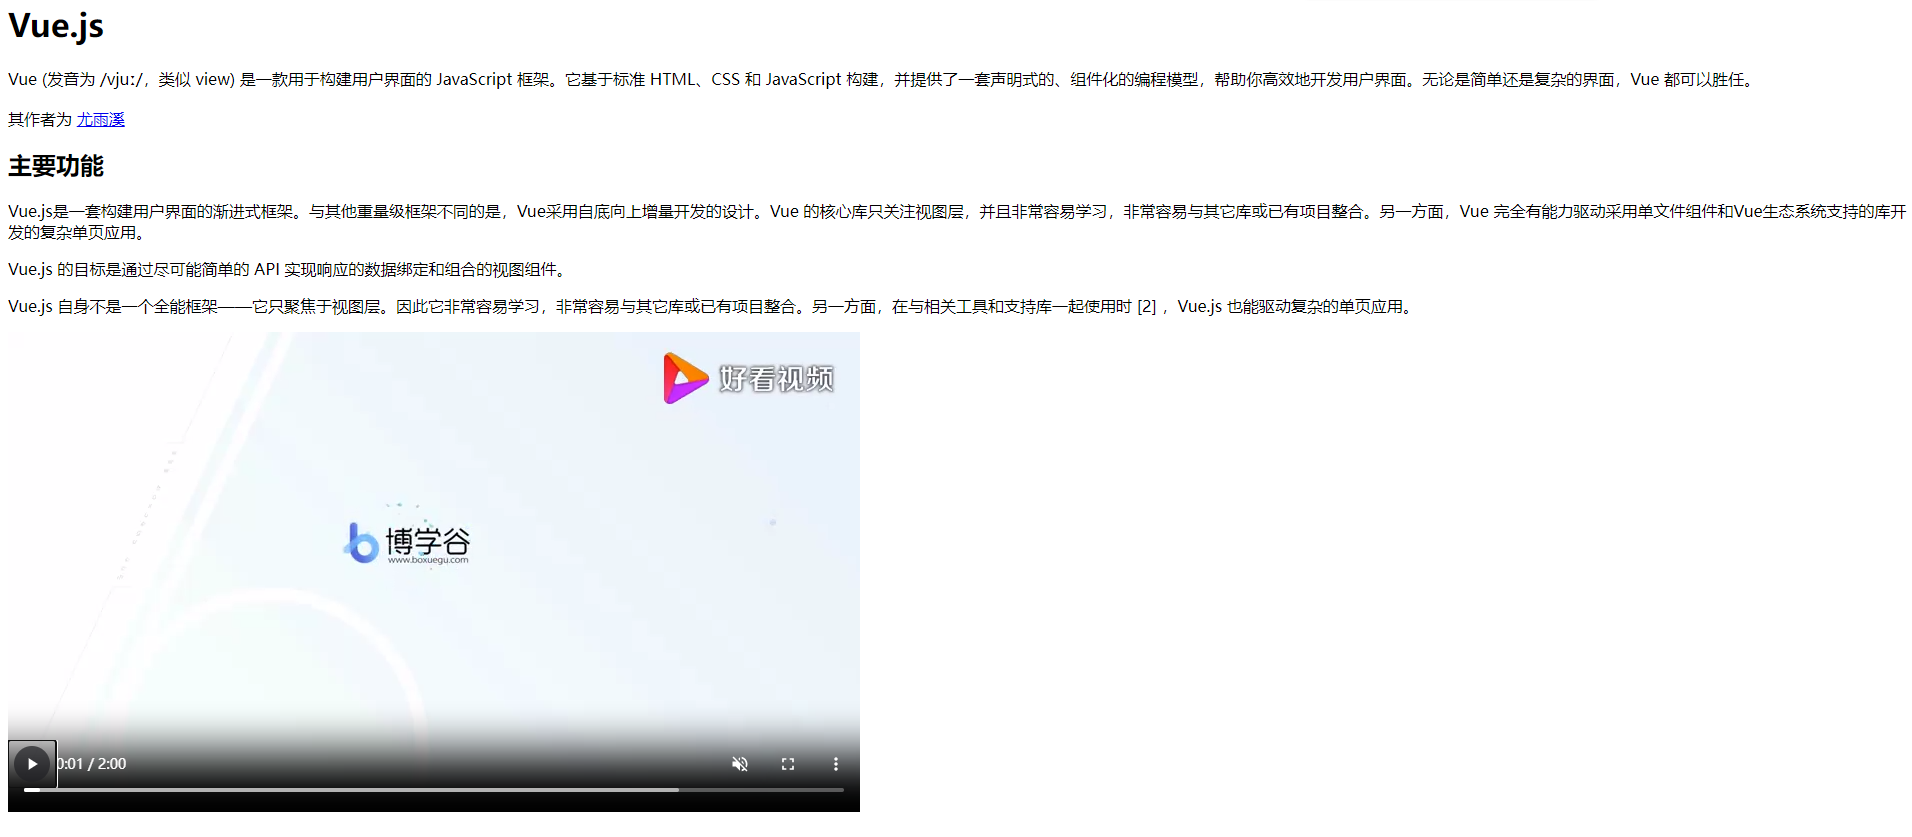 Vue.js
Vue (发音为 /vjuː/，类似 view) 是一款用于构建用户界面的 JavaScript 框架。它基于标准 HTML、CSS 和 JavaScript 构建，并提供了一套声明式的、组件化的编程模型，帮助你高效地开发用户界面。无论是简单还是复杂的界面，Vue 都可以胜任。
其作者为 尤雨溪
主要功能
Vue.js是一套构建用户界面的渐进式框架。与其他重量级框架不同的是，Vue采用自底向上增量开发的设计。Vue 的核心库只关注视图层，并且非常容易学习，非常容易与其它库或已有项目整合。另一方面，Vue 完全有能力驱动采用单文件组件和Vue生态系统支持的库开
发的复杂单页应用。
Vue.js 的目标是通过尽可能简单的 API 实现响应的数据绑定和组合的视图组件。
Vue.js 自身不是一个全能框架——它只聚焦于视图层。因此它非常容易学习，非常容易与其它库或已有项目整合。另一方面，在与相关工具和支持库一起使用时 [2] ，Vue.js 也能驱动复杂的单页应用。
好看视频
博学谷
www.boxuegu.com
0:01 / 2:00